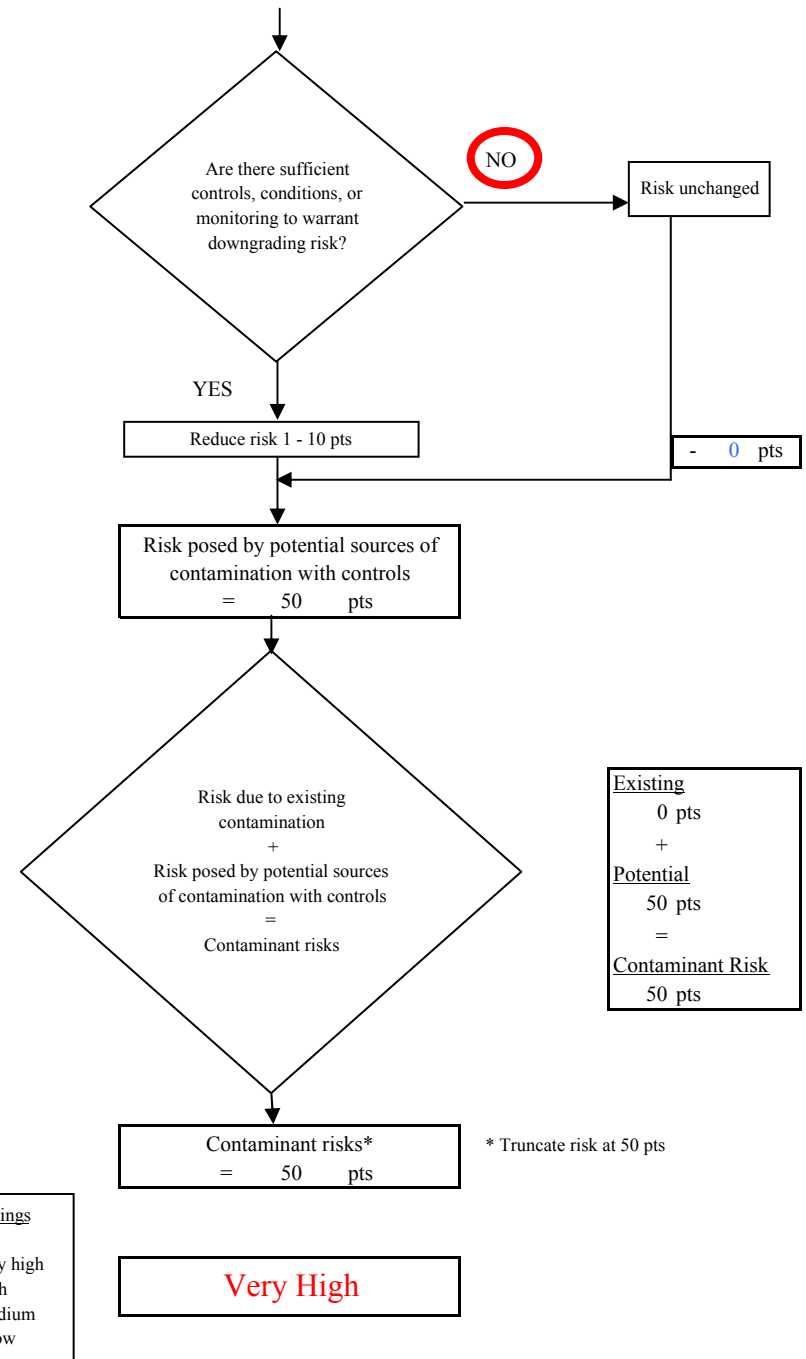 Are there sufficient
controls, conditions, or
monitoring to warrant
downgrading risk?
NO
Risk unchanged
YES
Reduce risk 1 - 10 pts
- 0 pts
Risk posed by potential sources of
contamination with controls
= 50 pts
Risk due to existing
contamination
+
Risk posed by potential sources
of contamination with controls
=
Contaminant risks
Existing
0 pts
+
Potential
50 pts
=
Contaminant Risk
50 pts
Contaminant risks*
= 50 pts
* Truncate risk at 50 pts
high
Very High